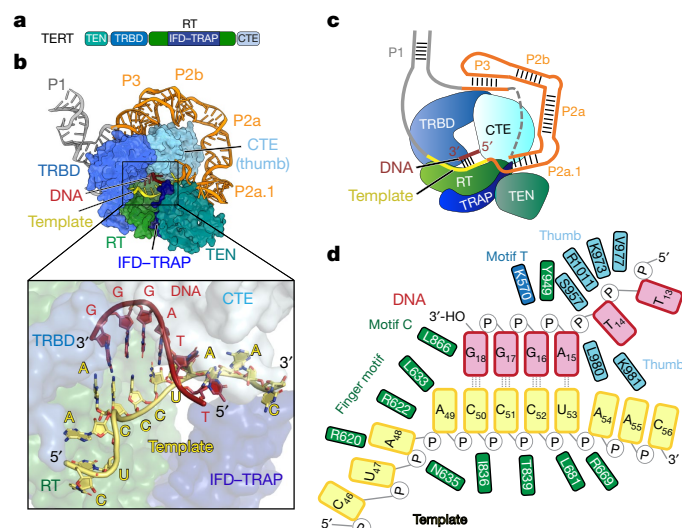 a
RT
TERT
TEN
TRBD
IFD–TRAP
CTE
b
P1
P3
P2b
P2a
CTE
(thumb)
TRBD
DNA
Template
P2a.1
RT
TEN
IFD–TRAP
G
G
G
DNA
A
CTE
TRBD
3′
T
A
A
3′
A
U
T
5′
C
A
C
C
C
Template
5′
U
RT
C
IFD–TRAP
c
P1
P3
P2b
P2a
TRBD
CTE
3′
5′
DNA
RT
P2a.1
Template
TRAP
TEN
d
Thumb
Motif T
K570
Y949
S957
R1011
K973
V977
5′
DNA
P
P
T13
Motif C
3′-HO
P
P
P
P
T14
L866
G18
G17
G16
A15
L980
K981
Thumb
Finger motif
L633
R622
A49
C50
C51
C52
U53
A54
A55
C56
R620
A48
P
P
P
P
P
P
P
P
3′
P
U47
N635
I836
T839
L681
R669
P
C46
P
5′
Template